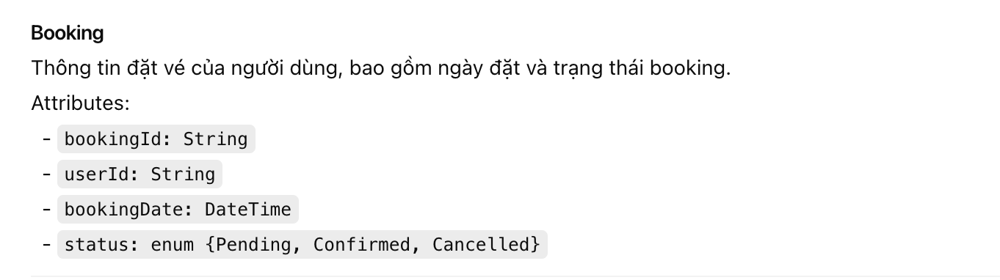 Booking
Thông tin đặt vé của người dùng, bao gồm ngày đặt và trạng thái booking.
Attributes:
- bookingId: String
- userId: String
- bookingDate: DateTime
- status: enum {Pending, Confirmed, Cancelled}